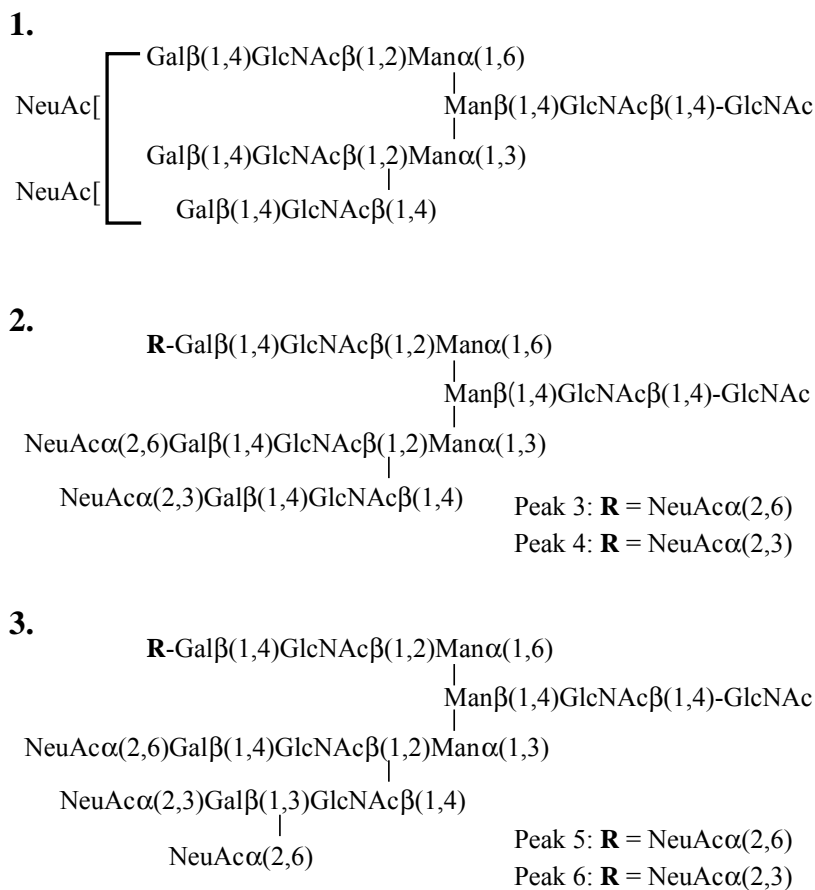 1.
Galβ(1,4)GlcNAcβ(1,2)Manα(1,6)
NeuAc[
Manβ(1,4)GlcNAcβ(1,4)-GlcNAc
Galβ(1,4)GlcNAcβ(1,2)Manα(1,3)
NeuAc[
Galβ(1,4)GlcNAcβ(1,4)
2.
R-Galβ(1,4)GlcNAcβ(1,2)Manα(1,6)
Manβ(1,4)GlcNAcβ(1,4)-GlcNAc
NeuAcα(2,6)Galβ(1,4)GlcNAcβ(1,2)Manα(1,3)
NeuAcα(2,3)Galβ(1,4)GlcNAcβ(1,4)
Peak 3: R = NeuAcα(2,6)
Peak 4: R = NeuAcα(2,3)
3.
R-Galβ(1,4)GlcNAcβ(1,2)Manα(1,6)
Manβ(1,4)GlcNAcβ(1,4)-GlcNAc
NeuAcα(2,6)Galβ(1,4)GlcNAcβ(1,2)Manα(1,3)
NeuAcα(2,3)Galβ(1,3)GlcNAcβ(1,4)
NeuAcα(2,6)
Peak 5: R = NeuAcα(2,6)
Peak 6: R = NeuAcα(2,3)